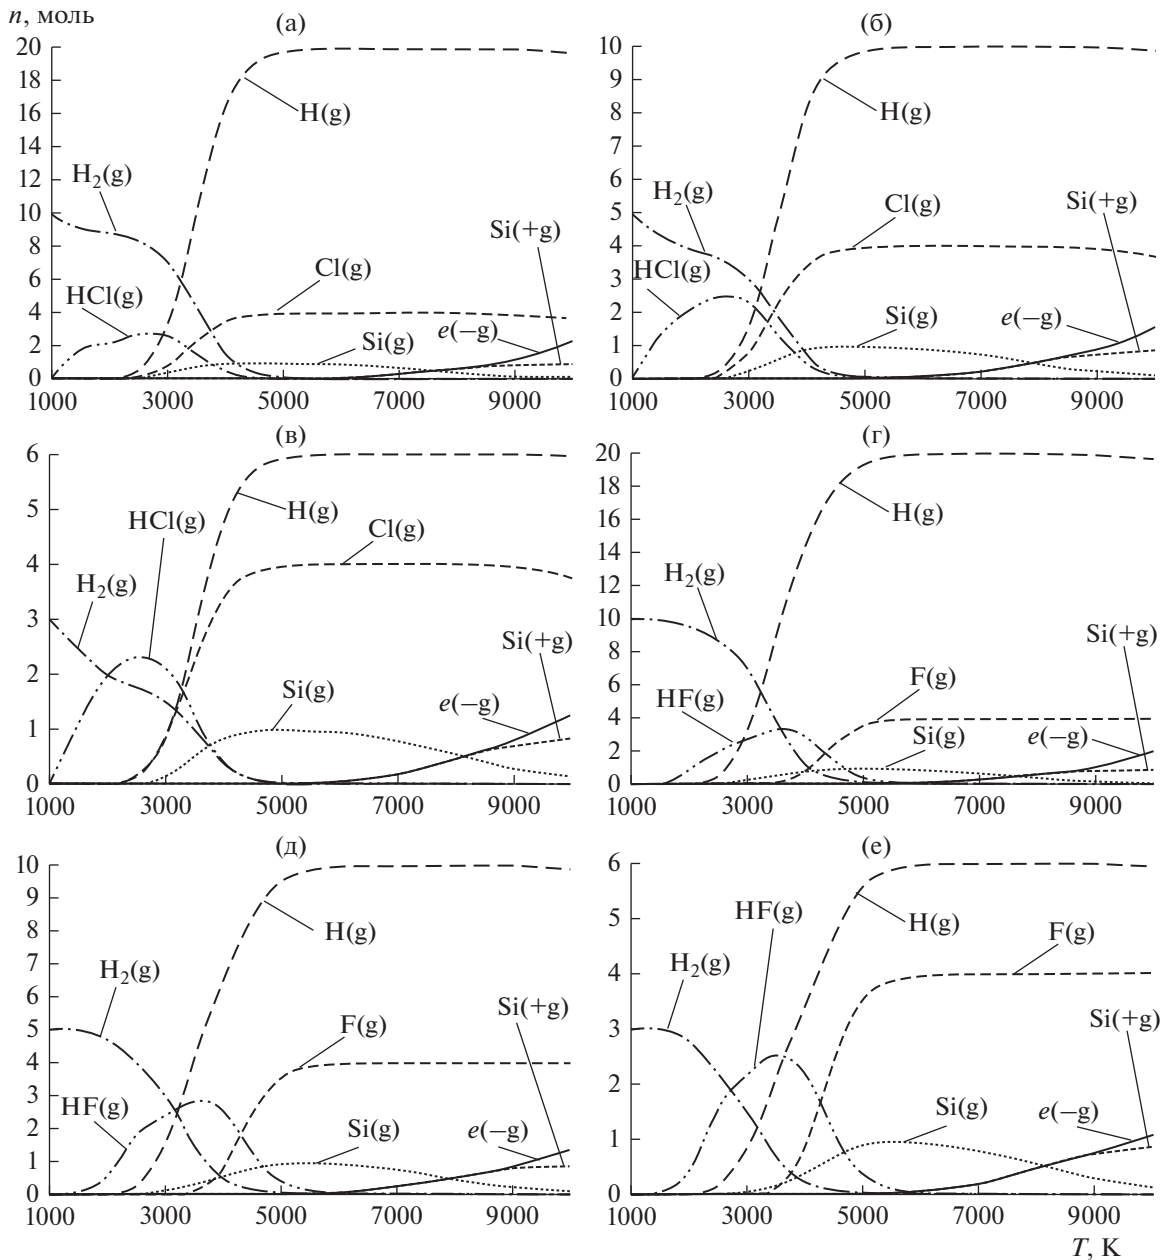 n, моль
(а)
20
18
16
14
12
10
8
6
4
2
0
H(g)
H₂(g)
HCl(g)
Cl(g)
Si(g)
Si(+g)
e(−g)
1000 3000 5000 7000 9000
(б)
10
9
8
7
6
5
4
3
2
1
0
H(g)
H₂(g)
HCl(g)
Cl(g)
Si(g)
Si(+g)
e(−g)
1000 3000 5000 7000 9000
(в)
6
5
4
3
2
1
0
HCl(g)
H(g)
Cl(g)
H₂(g)
Si(g)
Si(+g)
e(−g)
1000 3000 5000 7000 9000
(г)
20
18
16
14
12
10
8
6
4
2
0
H(g)
H₂(g)
HF(g)
F(g)
Si(g)
Si(+g)
e(−g)
1000 3000 5000 7000 9000
(д)
10
9
8
7
6
5
4
3
2
1
0
H(g)
H₂(g)
F(g)
HF(g)
Si(g)
Si(+g)
e(−g)
1000 3000 5000 7000 9000
(е)
6
5
4
3
2
1
0
HF(g)
H(g)
F(g)
H₂(g)
Si(g)
Si(+g)
e(−g)
1000 3000 5000 7000 9000
T, K